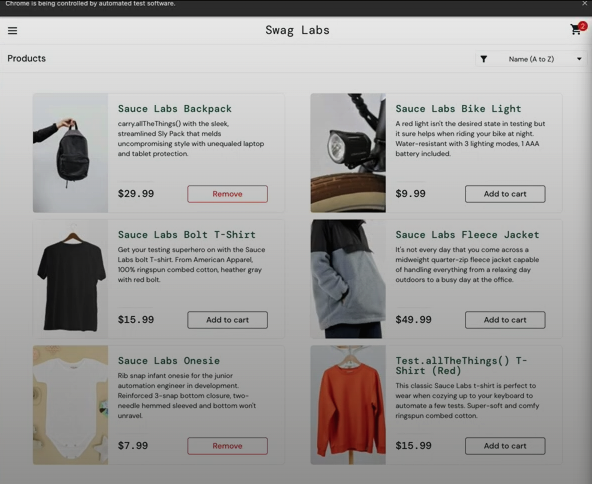 Chrome is being controlled by automated test software.
Swag Labs
2
Products
Name (A to Z)
Sauce Labs Backpack
carry.allTheThings() with the sleek,
streamlined Sly Pack that melds
uncompromising style with unequaled laptop
and tablet protection.
$29.99
Remove
Sauce Labs Bike Light
A red light isn't the desired state in testing but
it sure helps when riding your bike at night.
Water-resistant with 3 lighting modes, 1 AAA
battery included.
$9.99
Add to cart
Sauce Labs Bolt T-Shirt
Get your testing superhero on with the Sauce
Labs bolt T-shirt. From American Apparel,
100% ringspun combed cotton, heather gray
with red bolt.
$15.99
Add to cart
Sauce Labs Fleece Jacket
It's not every day that you come across a
midweight quarter-zip fleece jacket capable
of handling everything from a relaxing day
outdoors to a busy day at the office.
$49.99
Add to cart
Sauce Labs Onesie
Rib snap infant onesie for the junior
automation engineer in development.
Reinforced 3-snap bottom closure, two-
needle hemmed sleeved and bottom won't
unravel.
$7.99
Remove
Test.allTheThings() T-
Shirt (Red)
This classic Sauce Labs t-shirt is perfect to
wear when cozying up to your keyboard to
automate a few tests. Super-soft and comfy
ringspun combed cotton.
$15.99
Add to cart